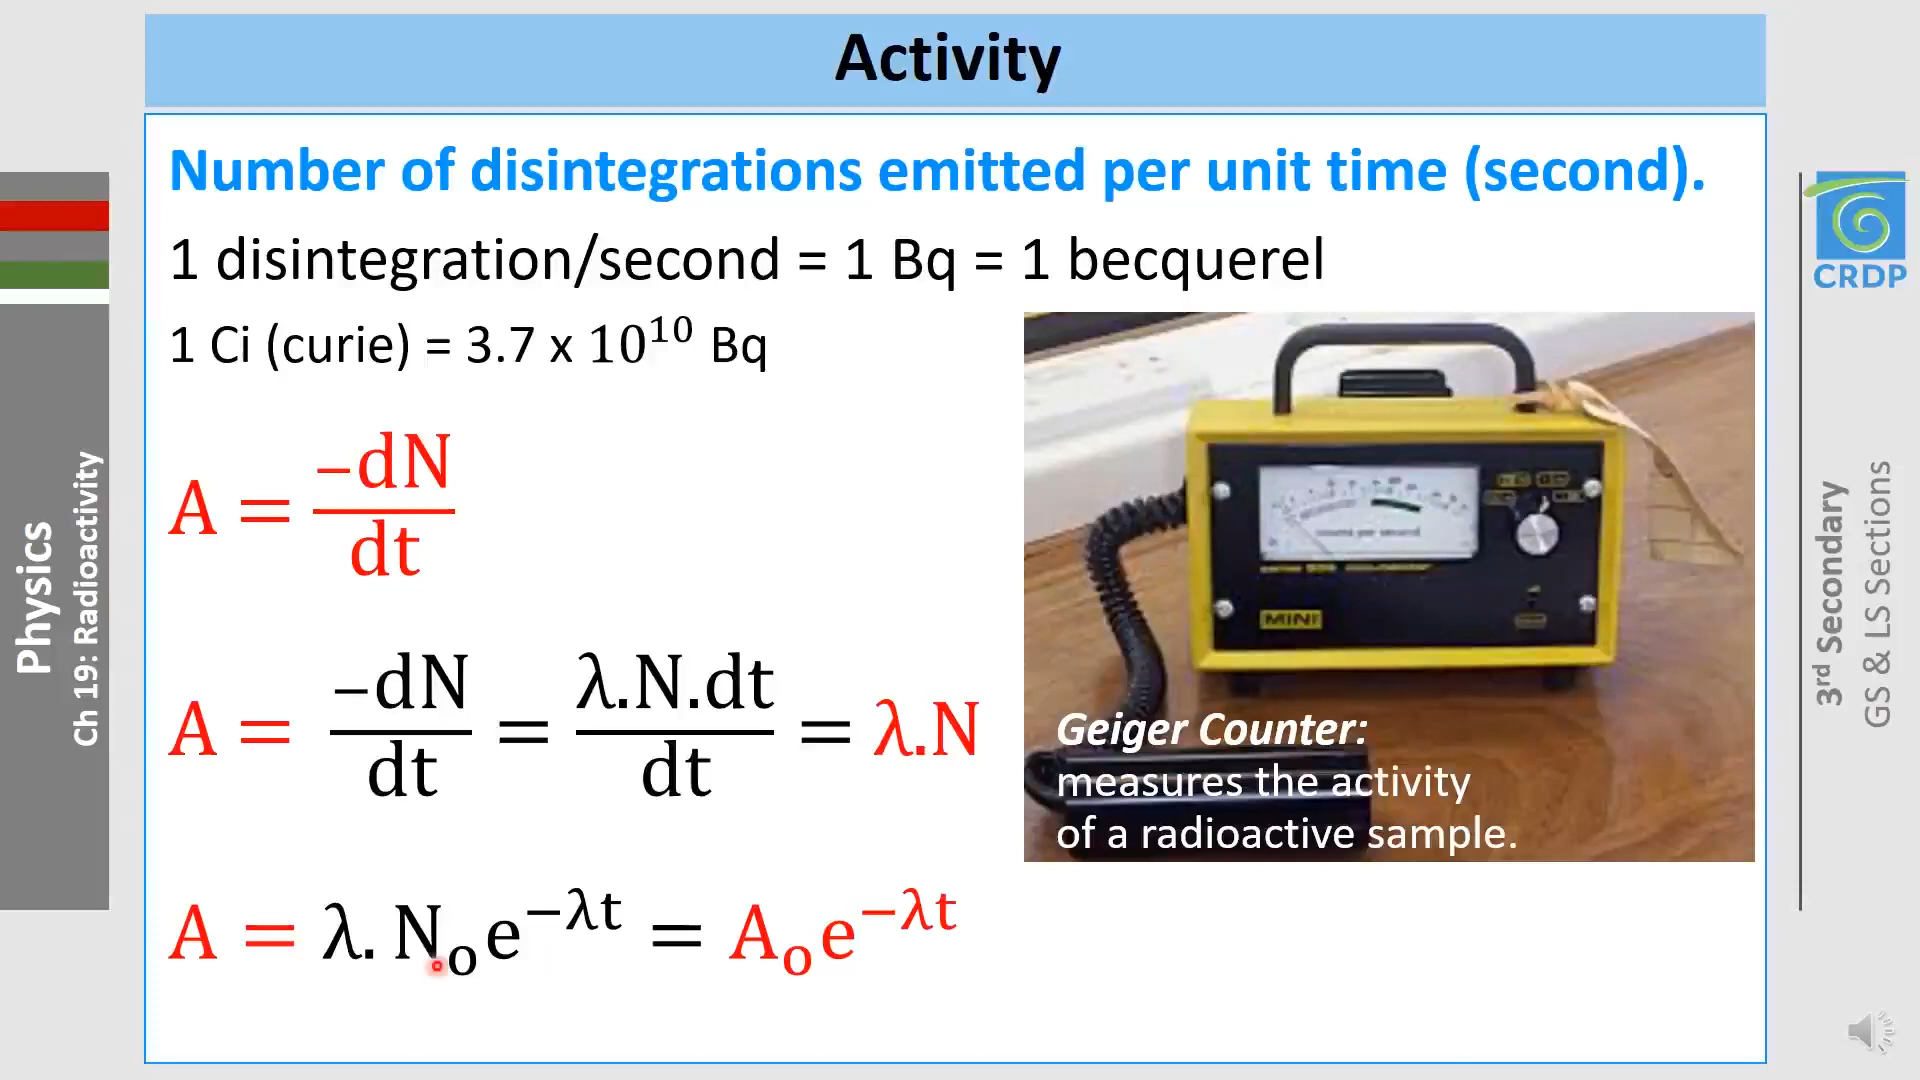 Activity
Number of disintegrations emitted per unit time (second).
1 disintegration/second = 1 Bq = 1 becquerel
1 Ci (curie) = 3.7 x 10^10 Bq
A = –dN/dt
A = –dN/dt = λ.N.dt/dt = λ.N
A = λ. N₀e^−λt = A₀e^−λt
MINI
Geiger Counter:
measures the activity
of a radioactive sample.
Physics
Ch 19: Radioactivity
CRDP
3rd Secondary
GS & LS Sections